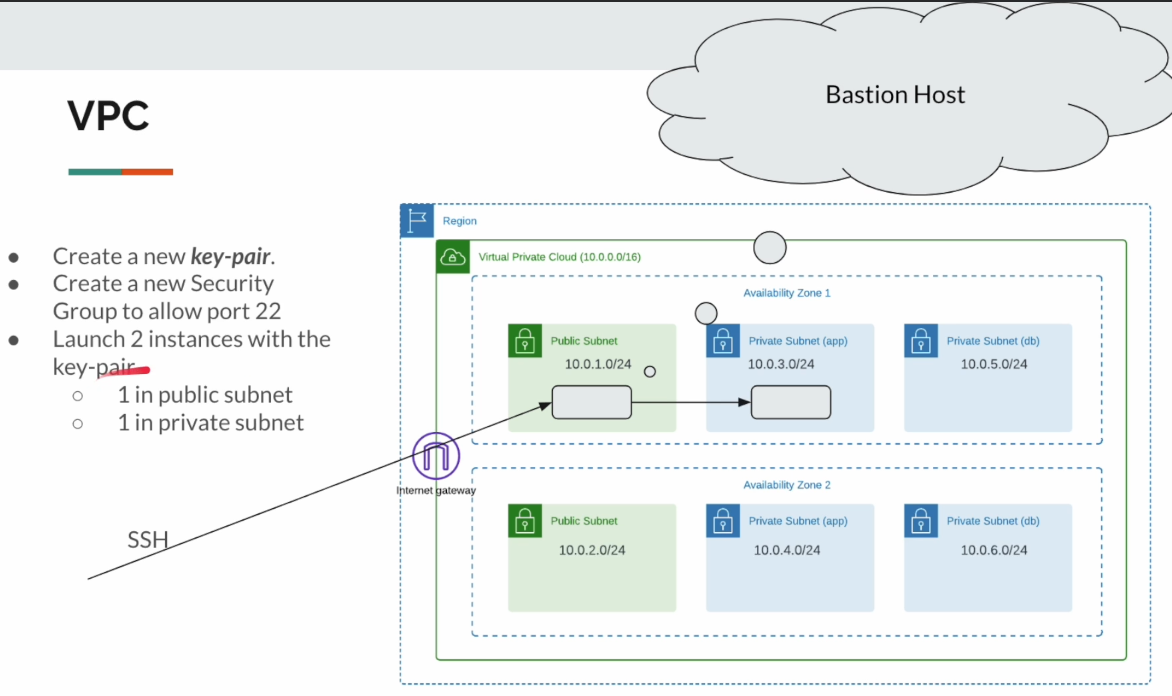 Bastion Host
VPC
Create a new key-pair.
Create a new Security
Group to allow port 22
Launch 2 instances with the
key-pair
1 in public subnet
1 in private subnet
SSH
Region
Virtual Private Cloud (10.0.0.0/16)
Availability Zone 1
Public Subnet
10.0.1.0/24
Private Subnet (app)
10.0.3.0/24
Private Subnet (db)
10.0.5.0/24
Internet gateway
Availability Zone 2
Public Subnet
10.0.2.0/24
Private Subnet (app)
10.0.4.0/24
Private Subnet (db)
10.0.6.0/24